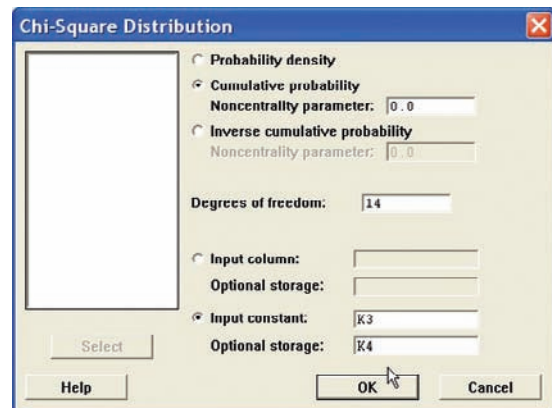 Chi-Square Distribution
Probability density
Cumulative probability
Noncentrality parameter: 0.0
Inverse cumulative probability
Noncentrality parameter: 0.0
Degrees of freedom: 14
Input column:
Optional storage:
Input constant: K3
Select Optional storage: K4
Help OK Cancel